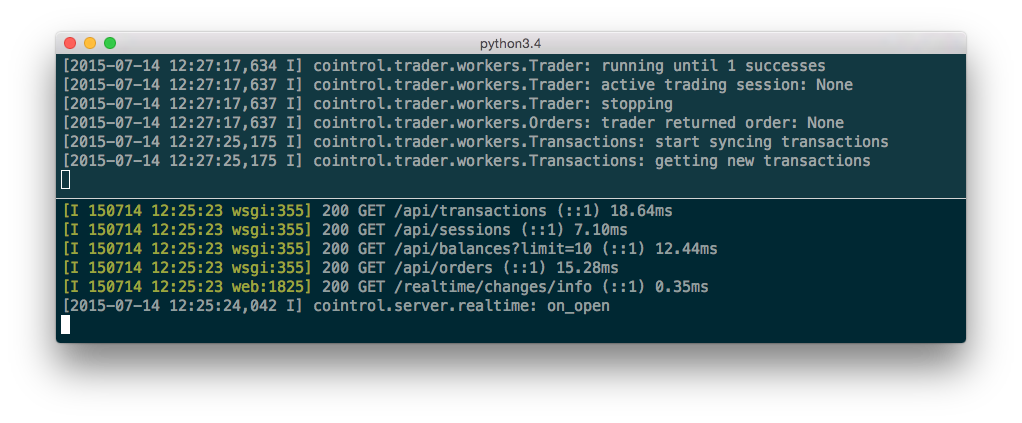 python3.4
[2015-07-14 12:27:17,634 I] cointrol.trader.workers.Trader: running until 1 successes
[2015-07-14 12:27:17,637 I] cointrol.trader.workers.Trader: active trading session: None
[2015-07-14 12:27:17,637 I] cointrol.trader.workers.Trader: stopping
[2015-07-14 12:27:17,637 I] cointrol.trader.workers.Orders: trader returned order: None
[2015-07-14 12:27:25,175 I] cointrol.trader.workers.Transactions: start syncing transactions
[2015-07-14 12:27:25,175 I] cointrol.trader.workers.Transactions: getting new transactions
[I 150714 12:25:23 wsgi:355] 200 GET /api/transactions (::1) 18.64ms
[I 150714 12:25:23 wsgi:355] 200 GET /api/sessions (::1) 7.10ms
[I 150714 12:25:23 wsgi:355] 200 GET /api/balances?limit=10 (::1) 12.44ms
[I 150714 12:25:23 wsgi:355] 200 GET /api/orders (::1) 15.28ms
[I 150714 12:25:23 web:1825] 200 GET /realtime/changes/info (::1) 0.35ms
[2015-07-14 12:25:24,042 I] cointrol.server.realtime: on_open